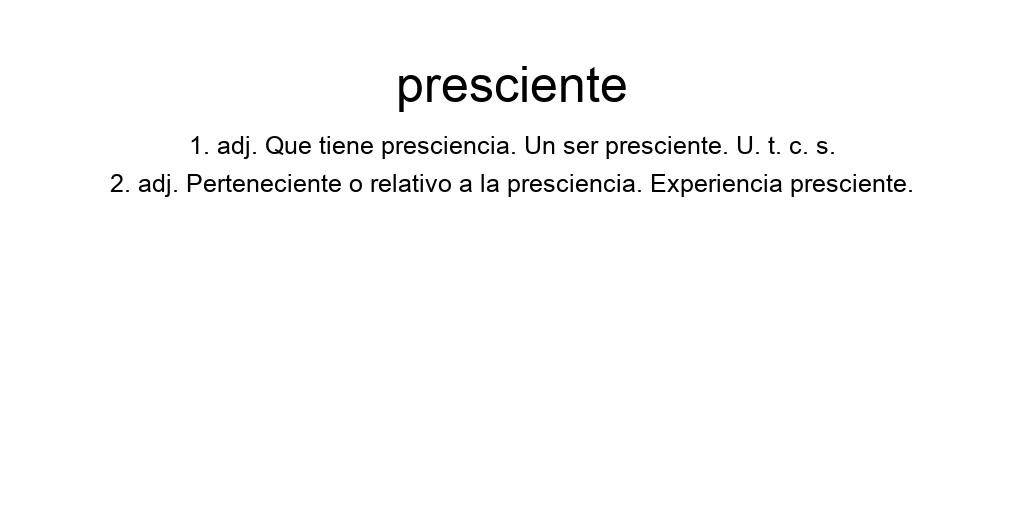 presciente
1. adj. Que tiene presciencia. Un ser presciente. U. t. c. s.
2. adj. Perteneciente o relativo a la presciencia. Experiencia presciente.